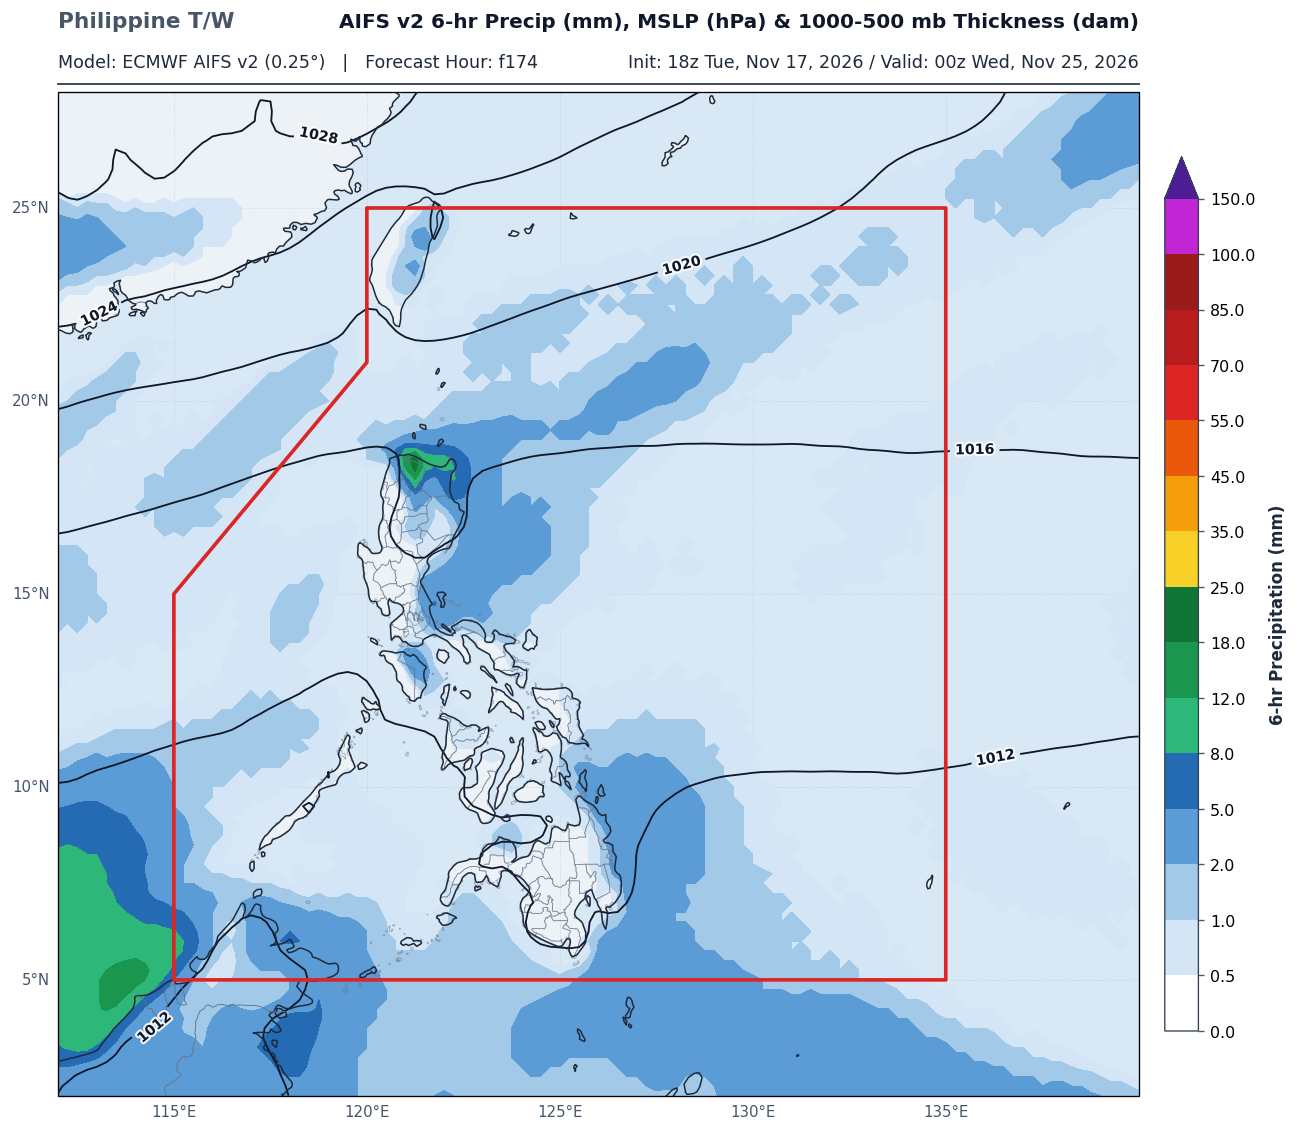 Philippine T/W
AIFS v2 6-hr Precip (mm), MSLP (hPa) & 1000-500 mb Thickness (dam)
Model: ECMWF AIFS v2 (0.25°)   |   Forecast Hour: f174
Init: 18z Tue, Nov 17, 2026 / Valid: 00z Wed, Nov 25, 2026
1028
1024
1020
1016
1012
1012
25°N
20°N
15°N
10°N
5°N
115°E
120°E
125°E
130°E
135°E
150.0
100.0
85.0
70.0
55.0
45.0
35.0
25.0
18.0
12.0
8.0
5.0
2.0
1.0
0.5
0.0
6-hr Precipitation (mm)